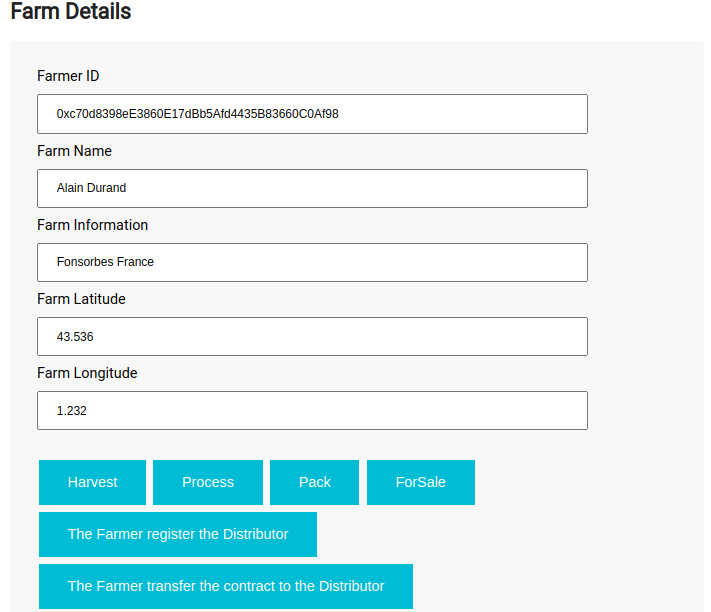 Farm Details
Farmer ID
0xc70d8398eE3860E17dBb5Afd4435B83660C0Af98
Farm Name
Alain Durand
Farm Information
Fonsorbes France
Farm Latitude
43.536
Farm Longitude
1.232
Harvest Process Pack ForSale
The Farmer register the Distributor
The Farmer transfer the contract to the Distributor